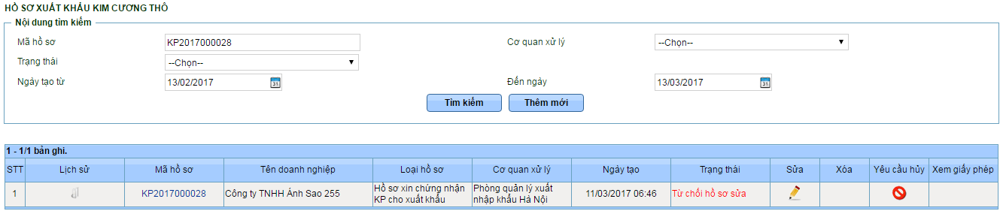 HỒ SƠ XUẤT KHẨU KIM CƯƠNG THÔ
Nội dung tìm kiếm
Mã hồ sơ KP2017000028 Cơ quan xử lý --Chọn--
Trạng thái --Chọn--
Ngày tạo từ 13/02/2017 31 Đến ngày 13/03/2017 31
Tìm kiếm Thêm mới
1 - 1/1 bản ghi.
STT Lịch sử Mã hồ sơ Tên doanh nghiệp Loại hồ sơ Cơ quan xử lý Ngày tạo Trạng thái Sửa Xóa Yêu cầu hủy Xem giấy phép
1 KP2017000028 Công ty TNHH Ánh Sao 255 Hồ sơ xin chứng nhận Phòng quản lý xuất 11/03/2017 06:46 Từ chối hồ sơ sửa
KP cho xuất khẩu nhập khẩu Hà Nội